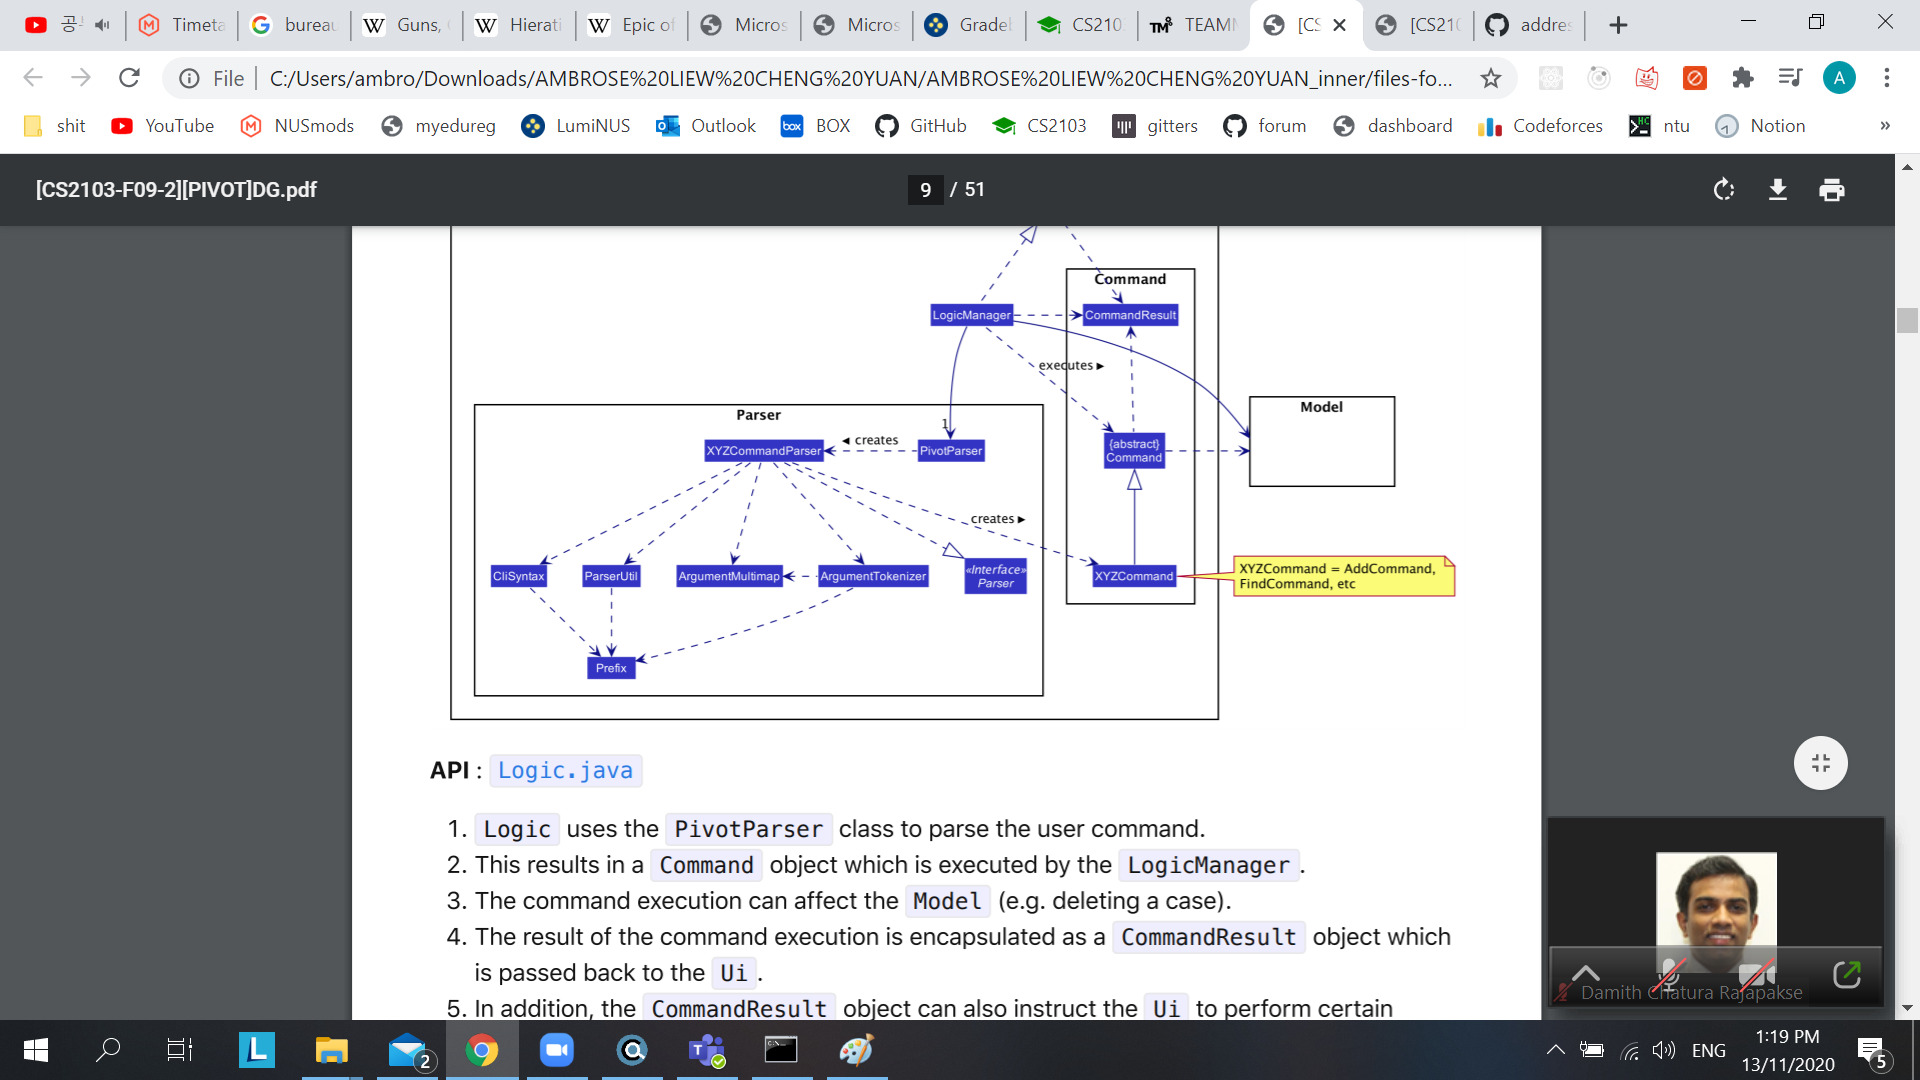 공
Timeta
bureau
Guns,
Hierati
Epic of
Micros
Micros
Gradeb
CS210
TEAMM
[CS
[CS210
addres
File
C:/Users/ambro/Downloads/AMBROSE%20LIEW%20CHENG%20YUAN/AMBROSE%20LIEW%20CHENG%20YUAN_inner/files-fo...
A
shit
YouTube
NUSmods
myedureg
LumiNUS
Outlook
box
BOX
GitHub
CS2103
gitters
forum
dashboard
Codeforces
ntu
Notion
»
[CS2103-F09-2][PIVOT]DG.pdf
9 / 51
Command
LogicManager
CommandResult
executes ►
Model
Parser
1
XYZCommandParser
◄ creates
PivotParser
{abstract}
Command
creates ►
CliSyntax
ParserUtil
ArgumentMultimap
ArgumentTokenizer
«Interface»
Parser
XYZCommand
XYZCommand = AddCommand,
FindCommand, etc
Prefix
API : Logic.java
1. Logic uses the PivotParser class to parse the user command.
2. This results in a Command object which is executed by the LogicManager .
3. The command execution can affect the Model (e.g. deleting a case).
4. The result of the command execution is encapsulated as a CommandResult object which
is passed back to the Ui .
5. In addition, the CommandResult object can also instruct the Ui to perform certain
Damith Chatura Rajapakse
L
2
ENG
1:19 PM
13/11/2020
5